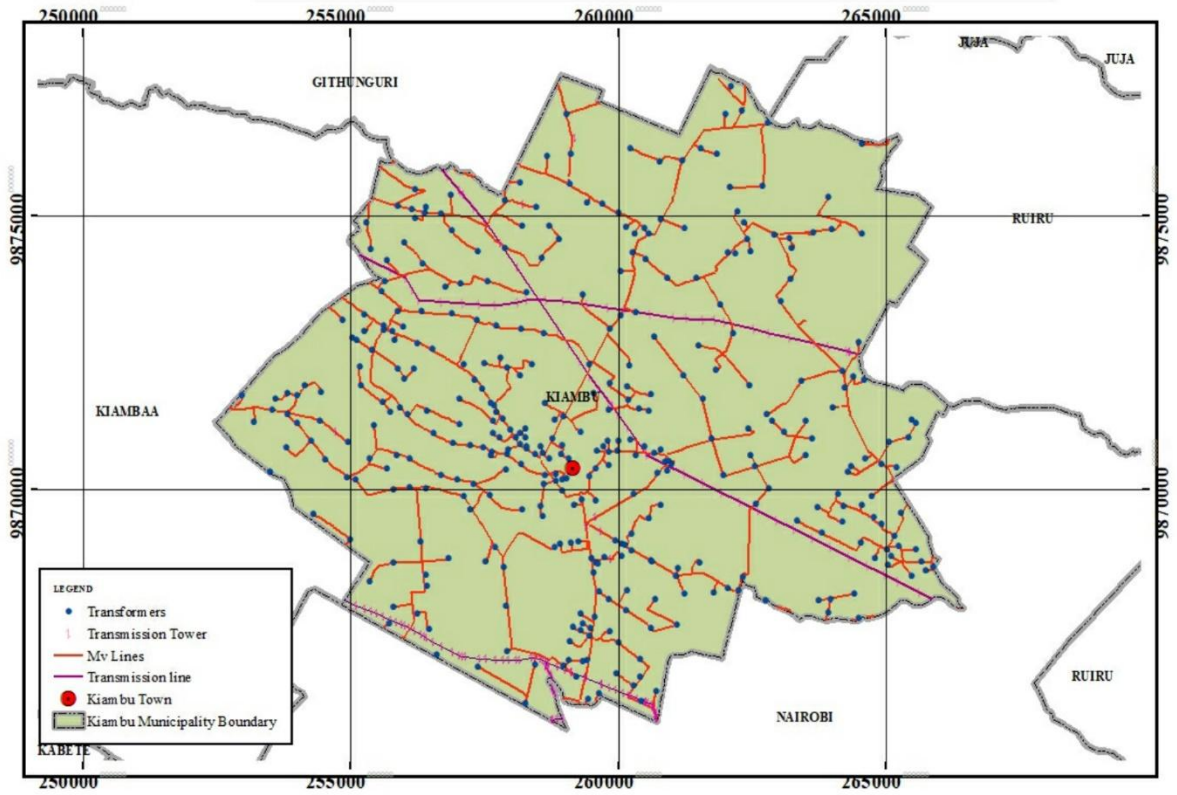 250000 255000 260000 265000
JUJA
JUJA
GITHUNGURI
9875000
RUIRU
9875000
KIAMBU
KIAMBAA
9870000
9870000
LEGEND
Transformers
Transmission Tower
Mv Lines
Transmission line
Kiambu Town
Kiambu Municipality Boundary
RUIRU
NAIROBI
KABETE
250000 255000 260000 265000